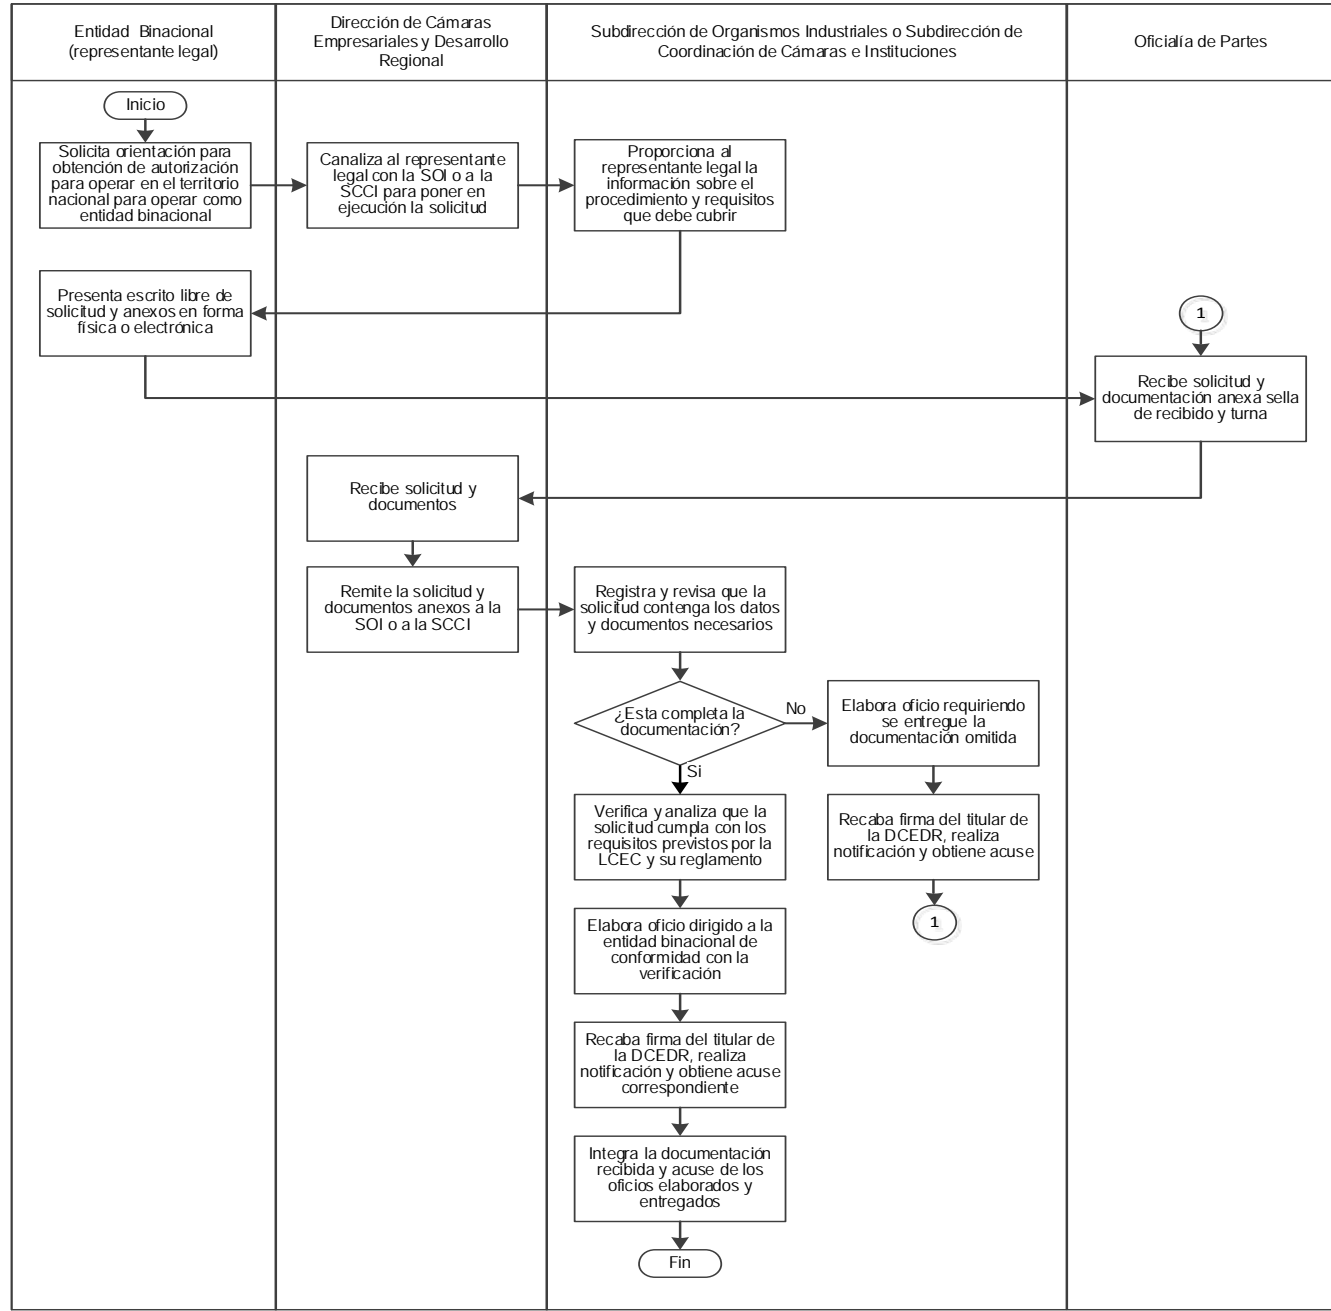 Entidad Binacional
(representante legal)
Dirección de Cámaras
Empresariales y Desarrollo
Regional
Subdirección de Organismos Industriales o Subdirección de
Coordinación de Cámaras e Instituciones
Oficialía de Partes
Inicio
Solicita orientación para
obtención de autorización
para operar en el territorio
nacional para operar como
entidad binacional
Canaliza al representante
legal con la SOI o a la
SCCI para poner en
ejecución la solicitud
Proporciona al
representante legal la
información sobre el
procedimiento y requisitos
que debe cubrir
Presenta escrito libre de
solicitud y anexos en forma
física o electrónica
1
Recibe solicitud y
documentación anexa sella
de recibido y turna
Recibe solicitud y
documentos
Remite la solicitud y
documentos anexos a la
SOI o a la SCCI
Registra y revisa que la
solicitud contenga los datos
y documentos necesarios
¿Esta completa la
documentación?
No
Elabora oficio requiriendo
se entregue la
documentación omitida
Si
Verifica y analiza que la
solicitud cumpla con los
requisitos previstos por la
LCEC y su reglamento
Recaba firma del titular de
la DCEDR, realiza
notificación y obtiene acuse
1
Elabora oficio dirigido a la
entidad binacional de
conformidad con la
verificación
Recaba firma del titular de
la DCEDR, realiza
notificación y obtiene acuse
correspondiente
Integra la documentación
recibida y acuse de los
oficios elaborados y
entregados
Fin